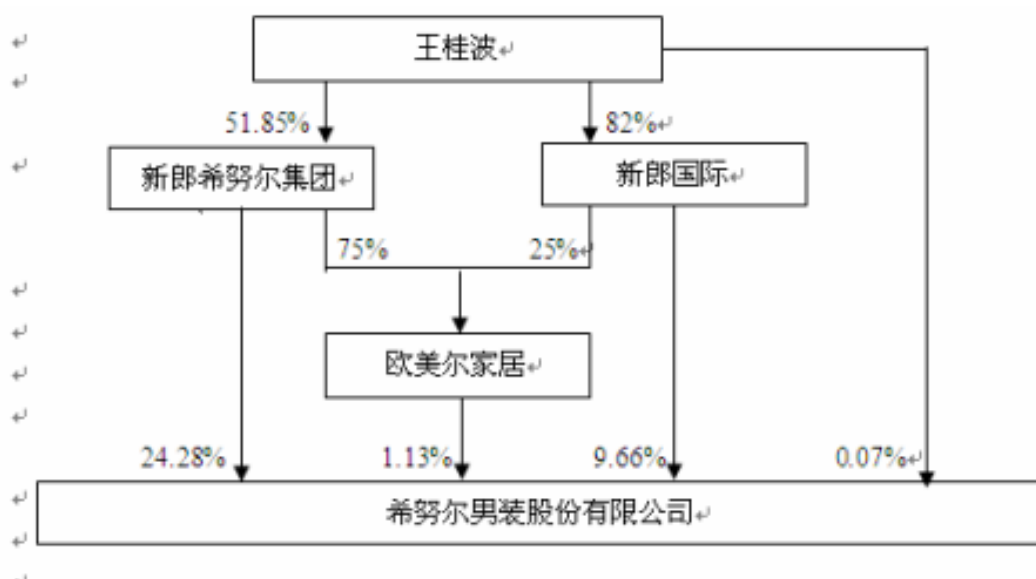 王桂波
51.85%
82%
新郎希努尔集团
新郎国际
75%
25%
欧美尔家居
24.28%
1.13%
9.66%
0.07%
希努尔男装股份有限公司